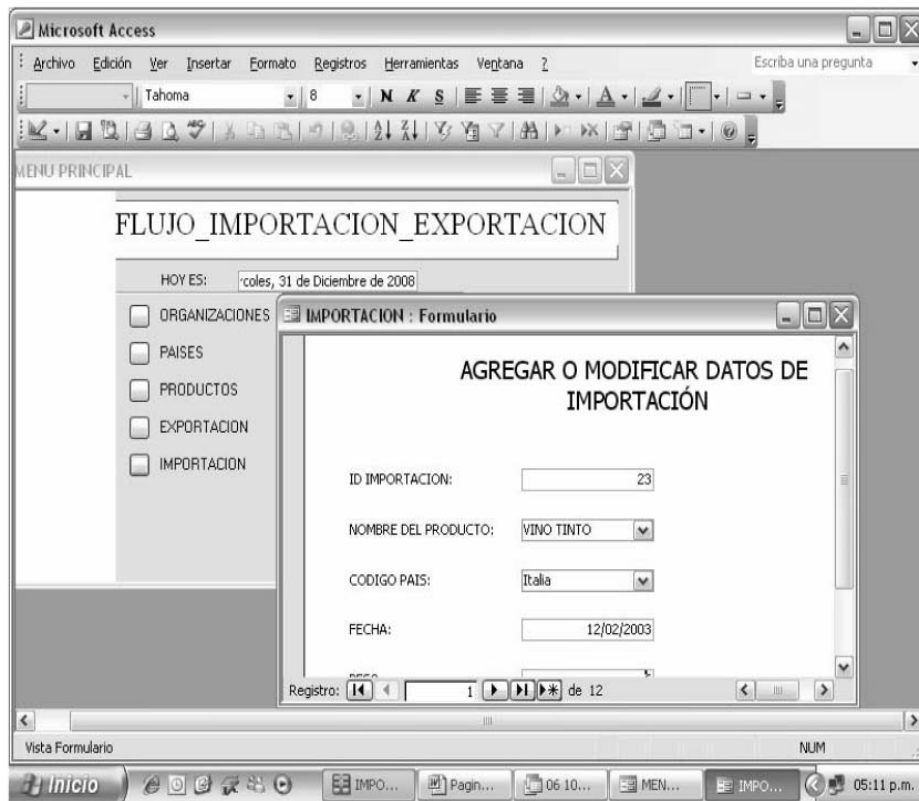 Microsoft Access
Archivo Edición Ver Insertar Formato Registros Herramientas Ventana ?
Escriba una pregunta
Tahoma 8 N K S
MENU PRINCIPAL
FLUJO_IMPORTACION_EXPORTACION
HOY ES: coles, 31 de Diciembre de 2008
ORGANIZACIONES
PAISES
PRODUCTOS
EXPORTACION
IMPORTACION
IMPORTACION : Formulario
AGREGAR O MODIFICAR DATOS DE
IMPORTACIÓN
ID IMPORTACION: 23
NOMBRE DEL PRODUCTO: VINO TINTO
CODIGO PAIS: Italia
FECHA: 12/02/2003
Registro: 1 de 12
Vista Formulario NUM
Inicio IMPO... Pagin... 06 10... MEN... IMPO... 05:11 p.m.